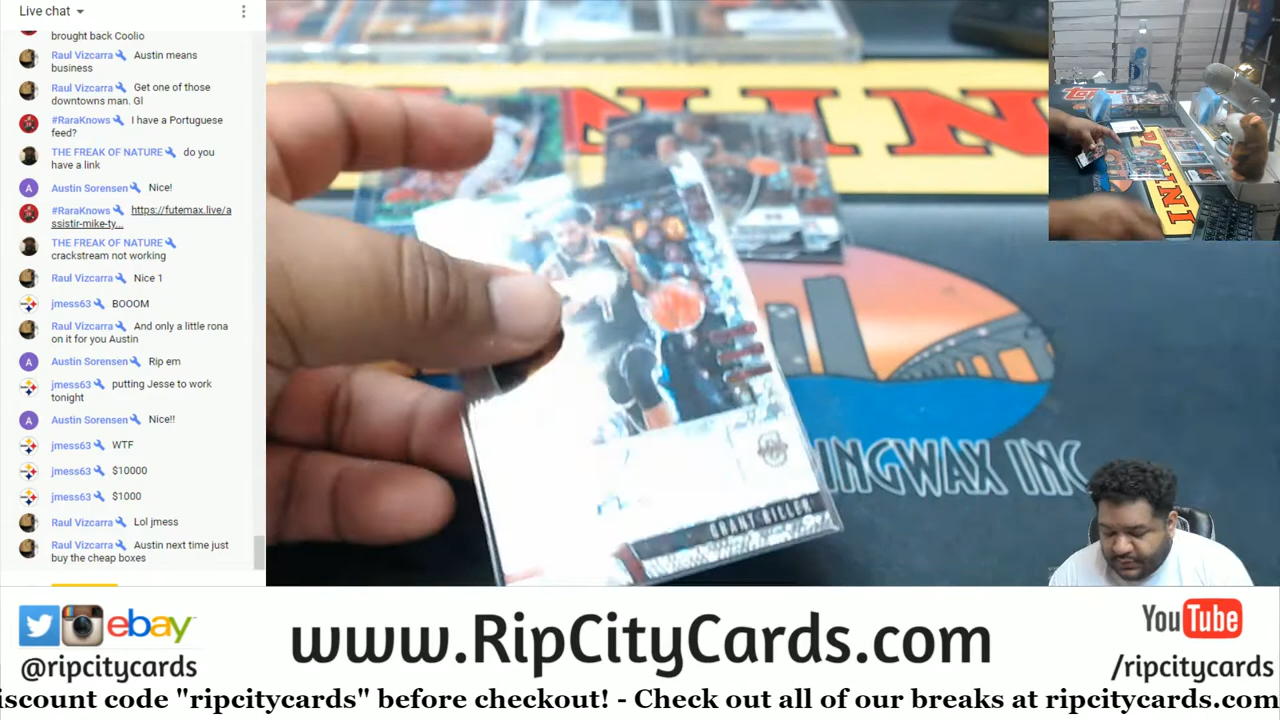 Live chat
brought back Coolio
Raul Vizcarra Austin means
business
Raul Vizcarra Get one of those
downtowns man. Gl
#RaraKnows I have a Portuguese
feed?
THE FREAK OF NATURE do you
have a link
Austin Sorensen Nice!
#RaraKnows https://futemax.live/a
ssistir-mike-ty...
THE FREAK OF NATURE
crackstream not working
Raul Vizcarra Nice 1
jmess63 BOOOM
Raul Vizcarra And only a little rona
on it for you Austin
Austin Sorensen Rip em
jmess63 putting Jesse to work
tonight
Austin Sorensen Nice!!
jmess63 WTF
jmess63 $10000
jmess63 $1000
Raul Vizcarra Lol jmess
Raul Vizcarra Austin next time just
buy the cheap boxes
NINI
INGWAX INC
GRANT RILLER
PANINI
ebay
www.RipCityCards.com
YouTube
@ripcitycards
/ripcitycards
iscount code "ripcitycards" before checkout! - Check out all of our breaks at ripcitycards.com